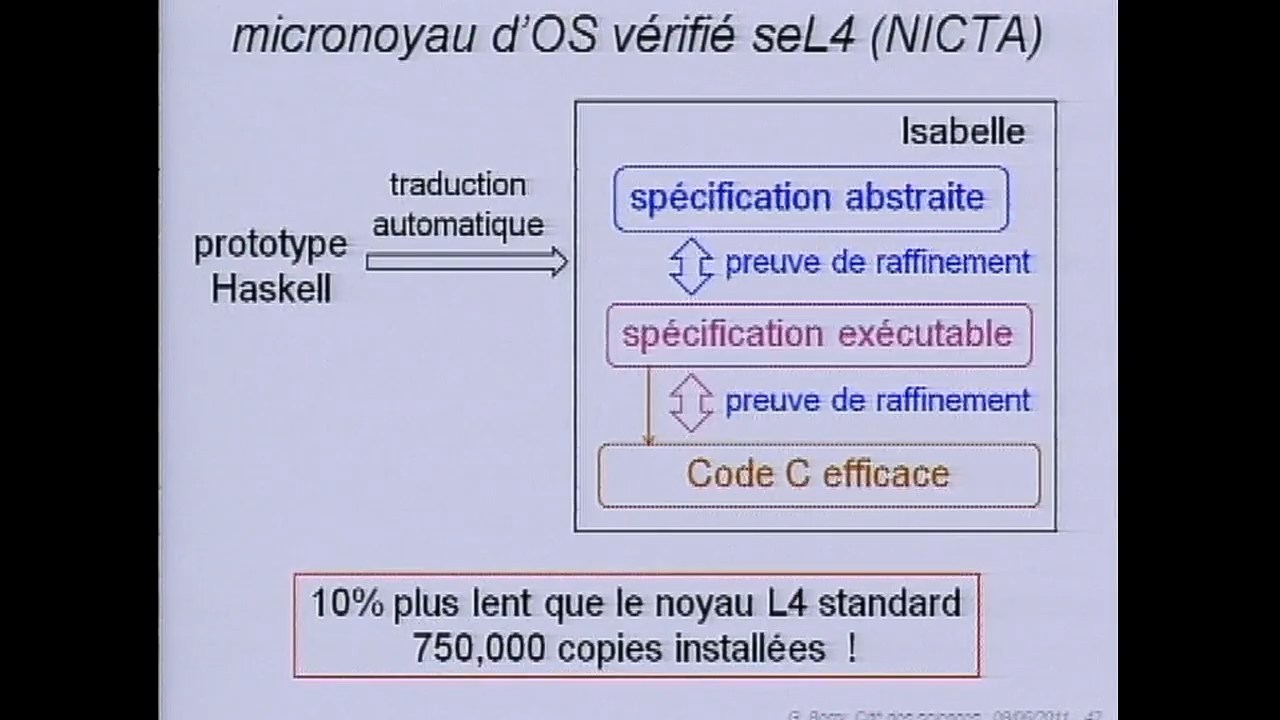 micronoyau d'OS vérifié seL4 (NICTA)
Isabelle
traduction
automatique
prototype
Haskell
spécification abstraite
preuve de raffinement
spécification exécutable
preuve de raffinement
Code C efficace
10% plus lent que le noyau L4 standard
750,000 copies installées !